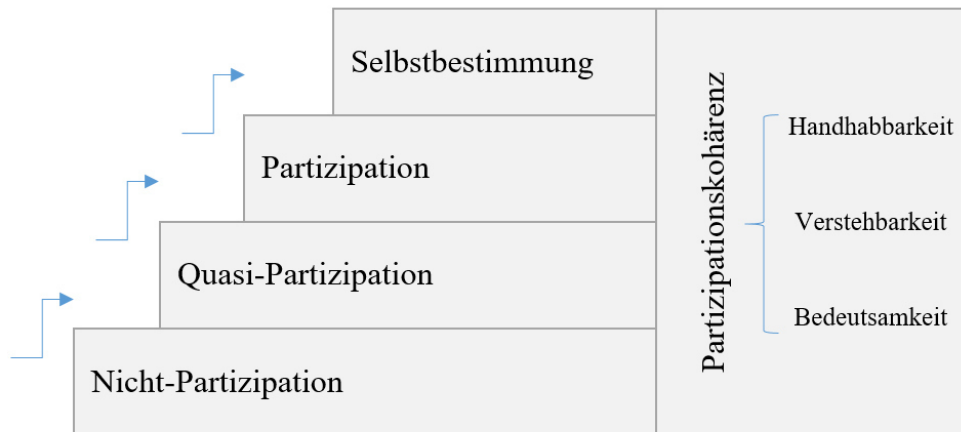 Selbstbestimmung
Partizipation
Quasi-Partizipation
Nicht-Partizipation
Partizipationskohärenz
Handhabbarkeit
Verstehbarkeit
Bedeutsamkeit